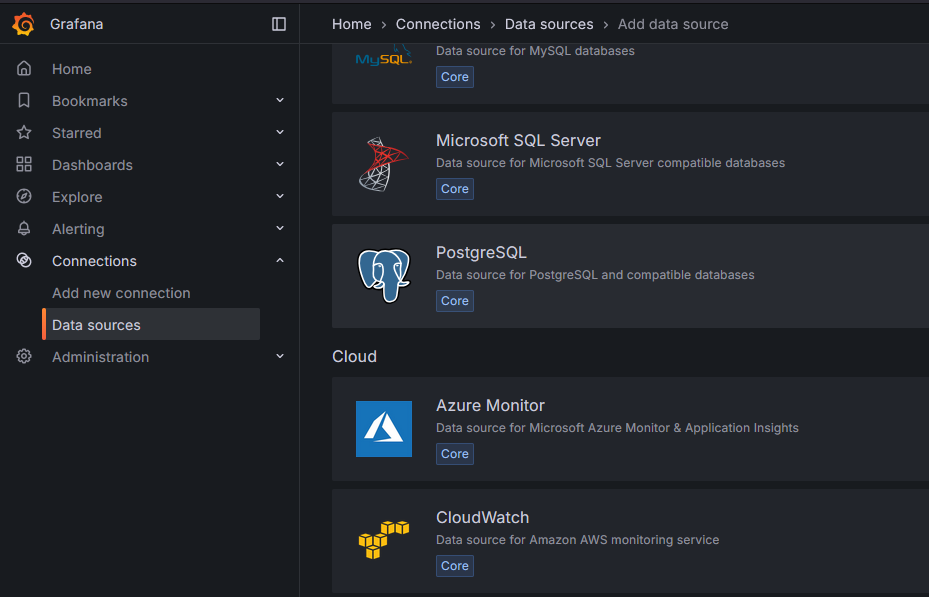 Grafana
Home
Bookmarks
Starred
Dashboards
Explore
Alerting
Connections
Add new connection
Data sources
Administration
Home › Connections › Data sources › Add data source
MySQL
Data source for MySQL databases
Core
Microsoft SQL Server
Data source for Microsoft SQL Server compatible databases
Core
PostgreSQL
Data source for PostgreSQL and compatible databases
Core
Cloud
Azure Monitor
Data source for Microsoft Azure Monitor & Application Insights
Core
CloudWatch
Data source for Amazon AWS monitoring service
Core